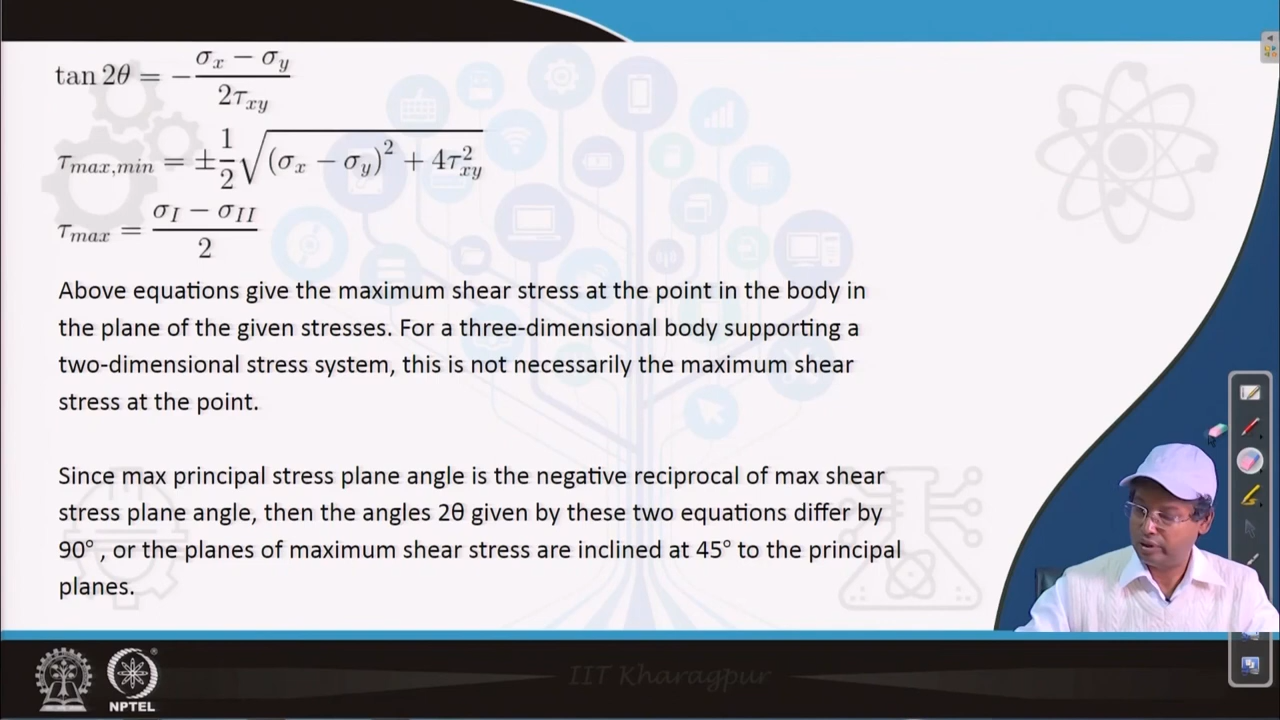 tan 2θ = − (σx − σy) / 2τxy
τmax,min = ± 1/2 √((σx − σy)² + 4τ²xy)
τmax = (σI − σII) / 2
Above equations give the maximum shear stress at the point in the body in
the plane of the given stresses. For a three-dimensional body supporting a
two-dimensional stress system, this is not necessarily the maximum shear
stress at the point.
Since max principal stress plane angle is the negative reciprocal of max shear
stress plane angle, then the angles 2θ given by these two equations differ by
90° , or the planes of maximum shear stress are inclined at 45° to the principal
planes.
IIT Kharagpur
NPTEL